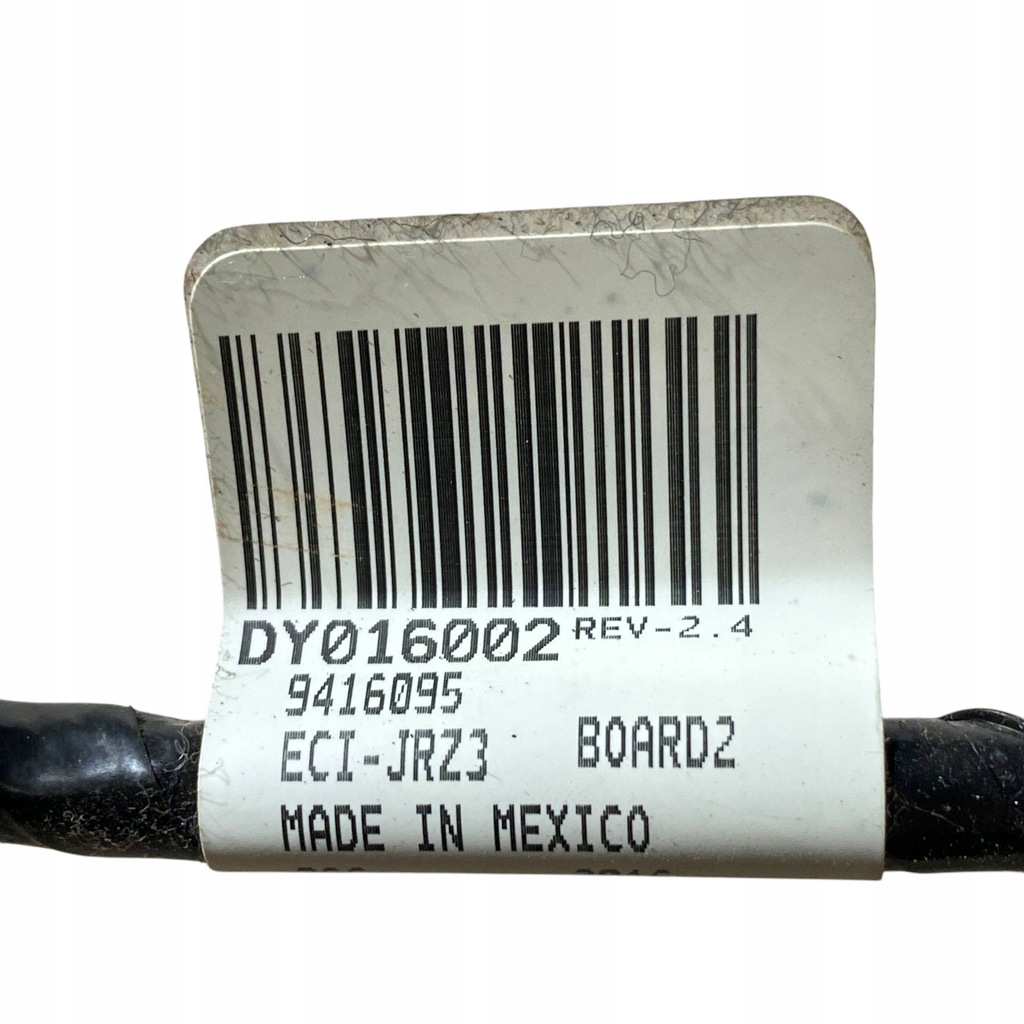 DY016002 REV-2.4
9416095
ECI-JRZ3 BOARD2
MADE IN MEXICO